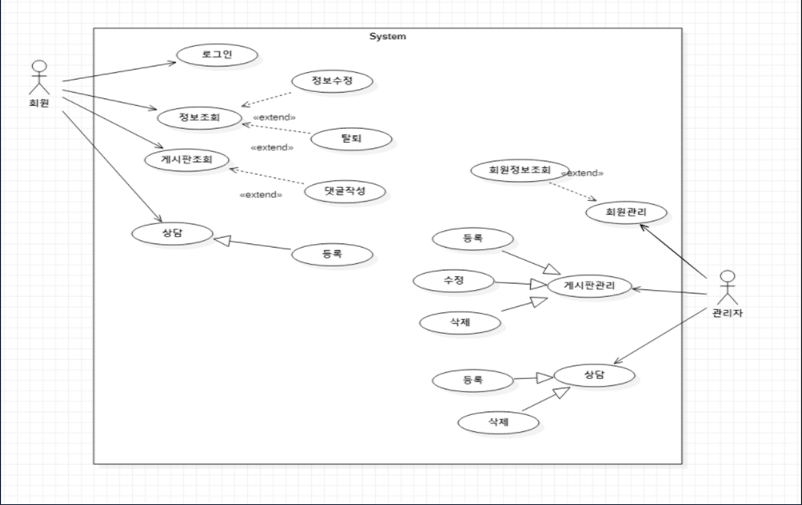 System
로그인
정보수정
회원
정보조회
«extend»
탈퇴
«extend»
게시판조회
댓글작성
«extend»
회원정보조회
«extend»
회원관리
상담
등록
등록
수정
게시판관리
삭제
관리자
등록
상담
삭제